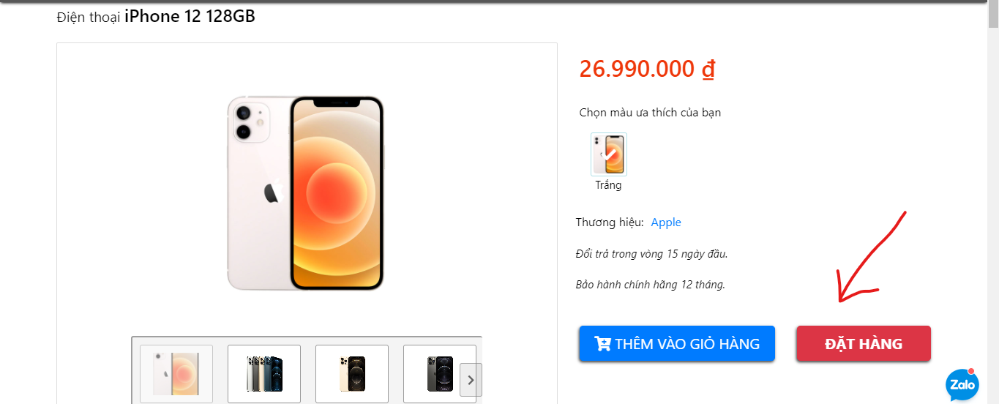 Điện thoại iPhone 12 128GB
26.990.000 ₫
Chọn màu ưa thích của bạn
Trắng
Thương hiệu: Apple
Đổi trả trong vòng 15 ngày đầu.
Bảo hành chính hãng 12 tháng.
THÊM VÀO GIỎ HÀNG
ĐẶT HÀNG
Zalo